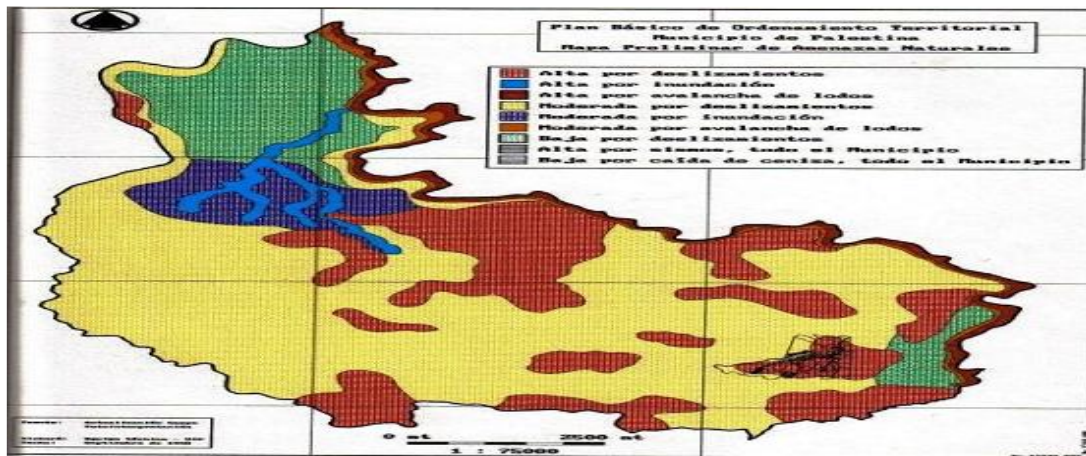 Plan Básico de Ordenamiento Territorial
Municipio de Palestina
Mapa Preliminar de Amenazas Naturales
Alta por deslizamientos
Alta por inundación
Alta por avalancha de lodos
Moderada por deslizamientos
Moderada por inundación
Moderada por avalancha de lodos
Baja por deslizamientos
Alta por sismos, todo el Municipio
Baja por caída de ceniza, todo el Municipio
0 mt 2500 mt
1 : 75000